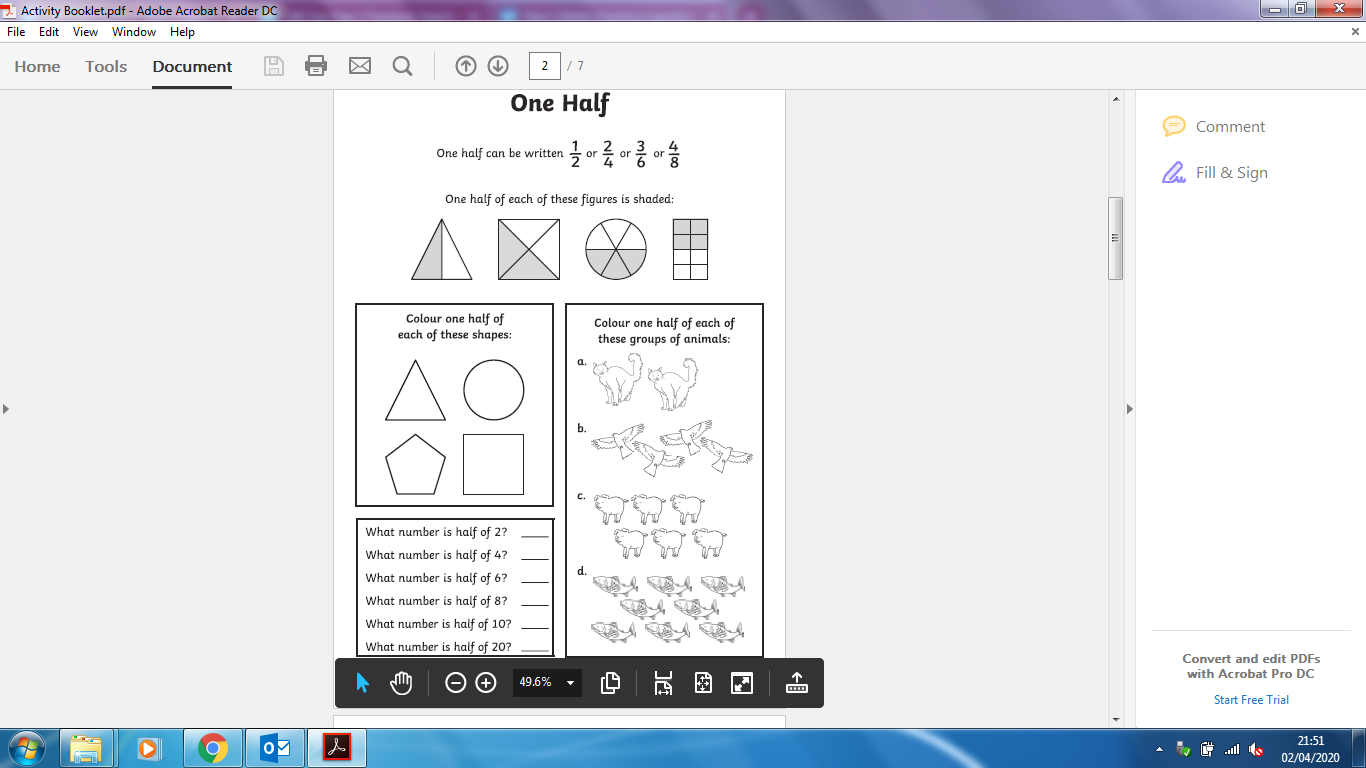 Activity Booklet.pdf - Adobe Acrobat Reader DC
File Edit View Window Help
Home Tools Document 2 / 7
One Half
One half can be written 1/2 or 2/4 or 3/6 or 4/8
One half of each of these figures is shaded:
Colour one half of
each of these shapes:
What number is half of 2? ____
What number is half of 4? ____
What number is half of 6? ____
What number is half of 8? ____
What number is half of 10? ____
What number is half of 20? ____
Colour one half of each of
these groups of animals:
a.
b.
c.
d.
49.6%
Comment
Fill & Sign
Convert and edit PDFs
with Acrobat Pro DC
Start Free Trial
21:51
02/04/2020